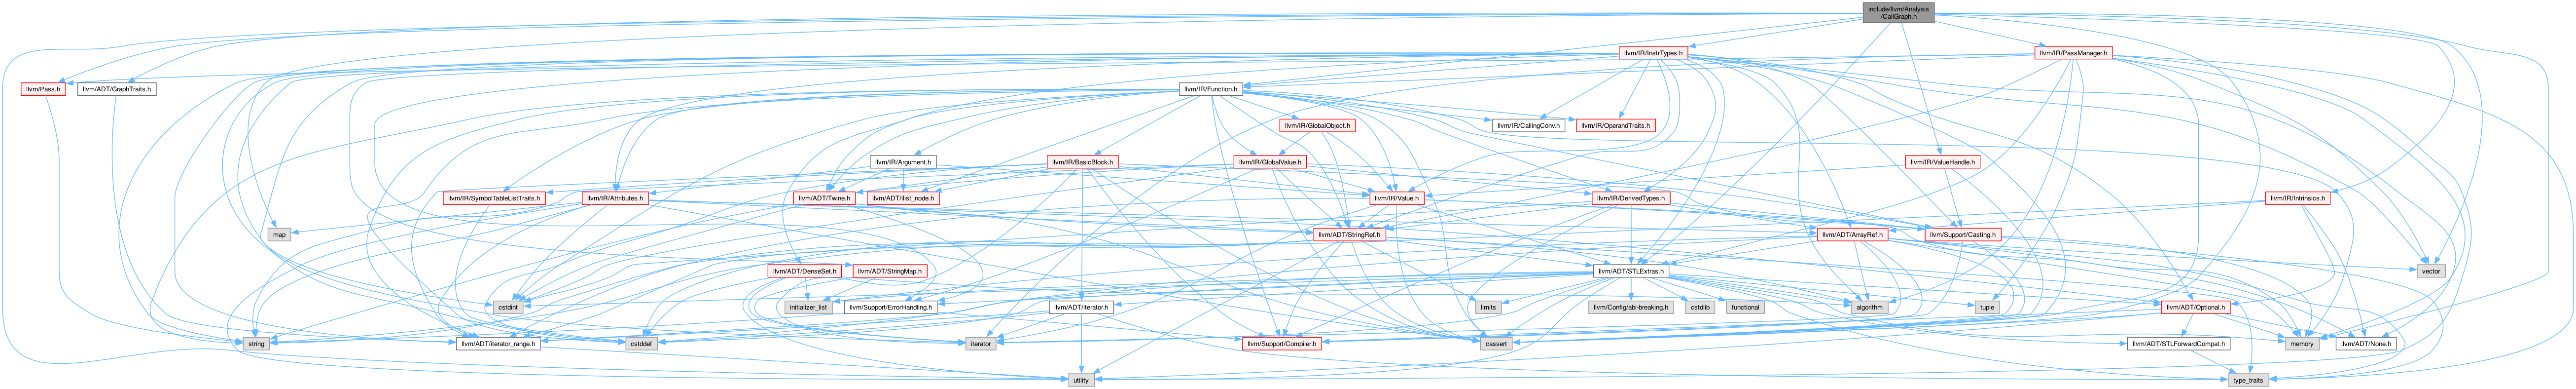 include/llvm/Analysis
/CallGraph.h
llvm/IR/InstrTypes.h
llvm/IR/PassManager.h
llvm/Pass.h
llvm/ADT/GraphTraits.h
llvm/IR/Function.h
llvm/IR/GlobalObject.h
llvm/IR/CallingConv.h
llvm/IR/OperandTraits.h
llvm/IR/Argument.h
llvm/IR/BasicBlock.h
llvm/IR/GlobalValue.h
llvm/IR/ValueHandle.h
llvm/IR/SymbolTableListTraits.h
llvm/IR/Attributes.h
llvm/ADT/Twine.h
llvm/ADT/ilist_node.h
llvm/IR/Value.h
llvm/IR/DerivedTypes.h
llvm/IR/Intrinsics.h
map
llvm/ADT/StringRef.h
llvm/ADT/ArrayRef.h
llvm/Support/Casting.h
llvm/ADT/DenseSet.h
llvm/ADT/StringMap.h
llvm/ADT/STLExtras.h
vector
cstdint
initializer_list
llvm/Support/ErrorHandling.h
llvm/ADT/iterator.h
limits
llvm/Config/abi-breaking.h
cstdlib
functional
algorithm
tuple
llvm/ADT/Optional.h
string
llvm/ADT/iterator_range.h
cstddef
iterator
llvm/Support/Compiler.h
cassert
llvm/ADT/STLForwardCompat.h
memory
llvm/ADT/None.h
utility
type_traits